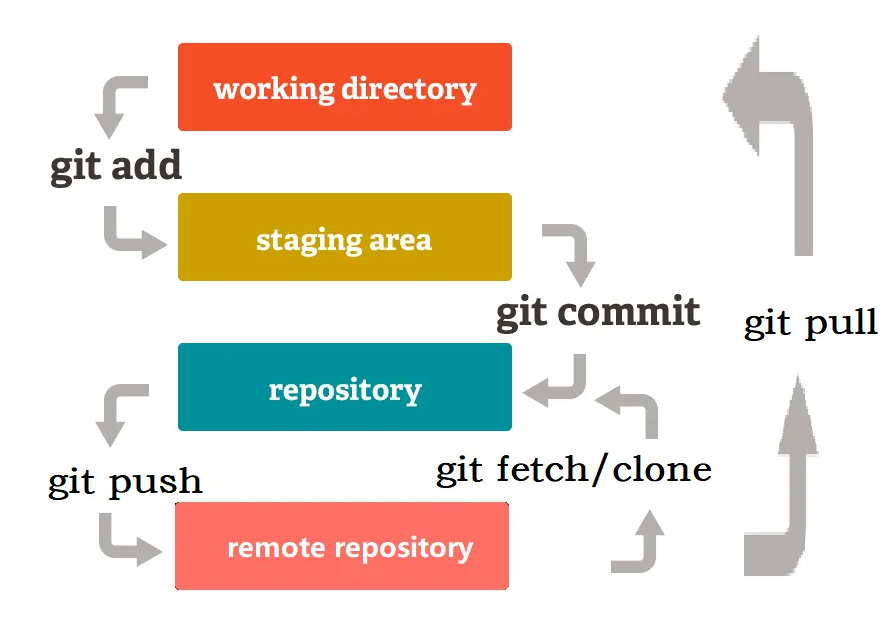 working directory
git add
staging area
git commit
git pull
repository
git push
git fetch/clone
remote repository